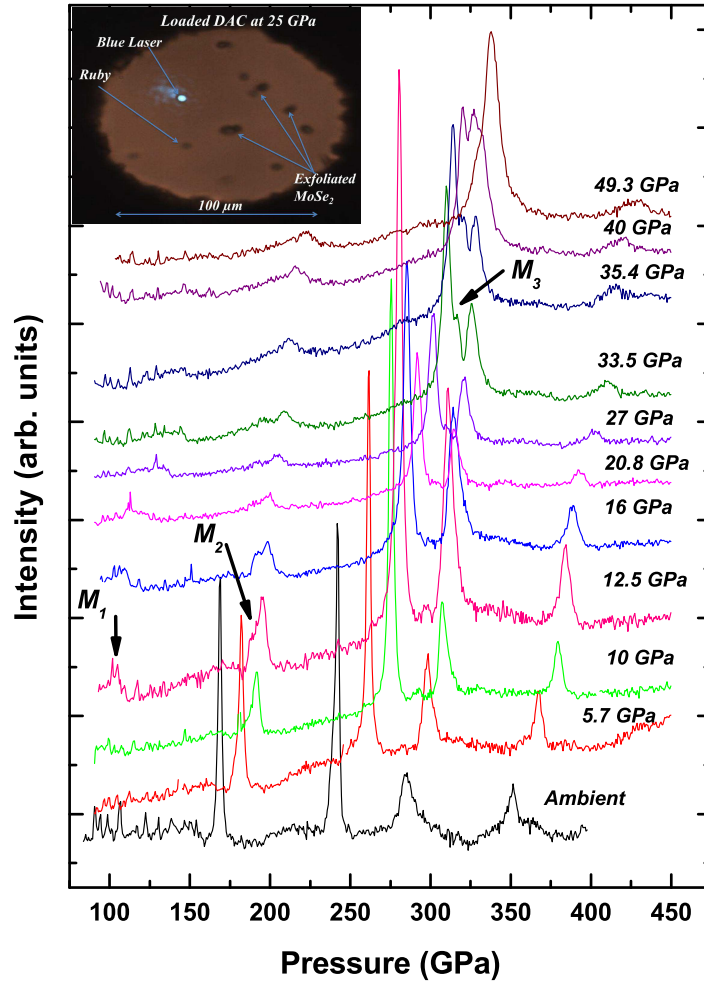 Loaded DAC at 25 GPa
Blue Laser
Ruby
Exfoliated
MoSe2
100 µm
49.3 GPa
40 GPa
35.4 GPa
M3
33.5 GPa
27 GPa
20.8 GPa
16 GPa
M2
12.5 GPa
M1
10 GPa
5.7 GPa
Ambient
Intensity (arb. units)
100 150 200 250 300 350 400 450
Pressure (GPa)